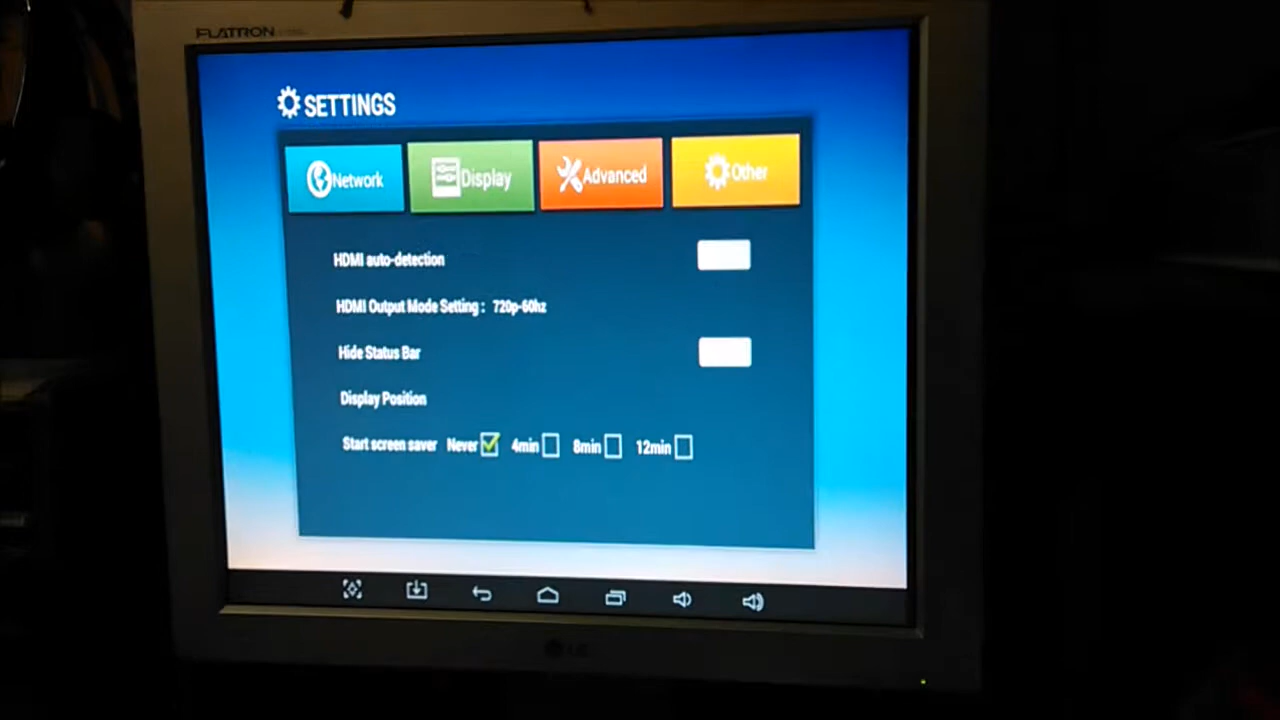 FLATRON
SETTINGS
Network Display Advanced Other
HDMI auto-detection
HDMI Output Mode Setting : 720p-60hz
Hide Status Bar
Display Position
Start screen saver Never 4min 8min 12min
LG